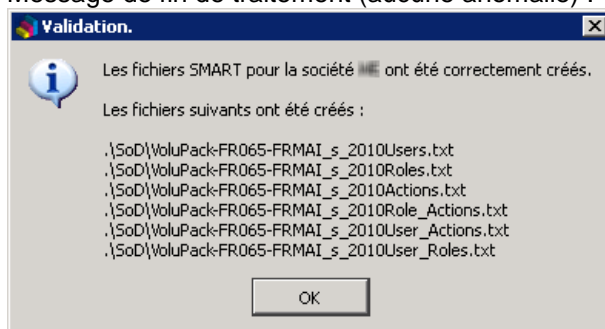 Message de fin de traitement (aucune anomalie) :
Validation.
Les fichiers SMART pour la société ont été correctement créés.
Les fichiers suivants ont été créés :
.\SoD\VoluPack-FR065-FRMAI_s_2010Users.txt
.\SoD\VoluPack-FR065-FRMAI_s_2010Roles.txt
.\SoD\VoluPack-FR065-FRMAI_s_2010Actions.txt
.\SoD\VoluPack-FR065-FRMAI_s_2010Role_Actions.txt
.\SoD\VoluPack-FR065-FRMAI_s_2010User_Actions.txt
.\SoD\VoluPack-FR065-FRMAI_s_2010User_Roles.txt
OK